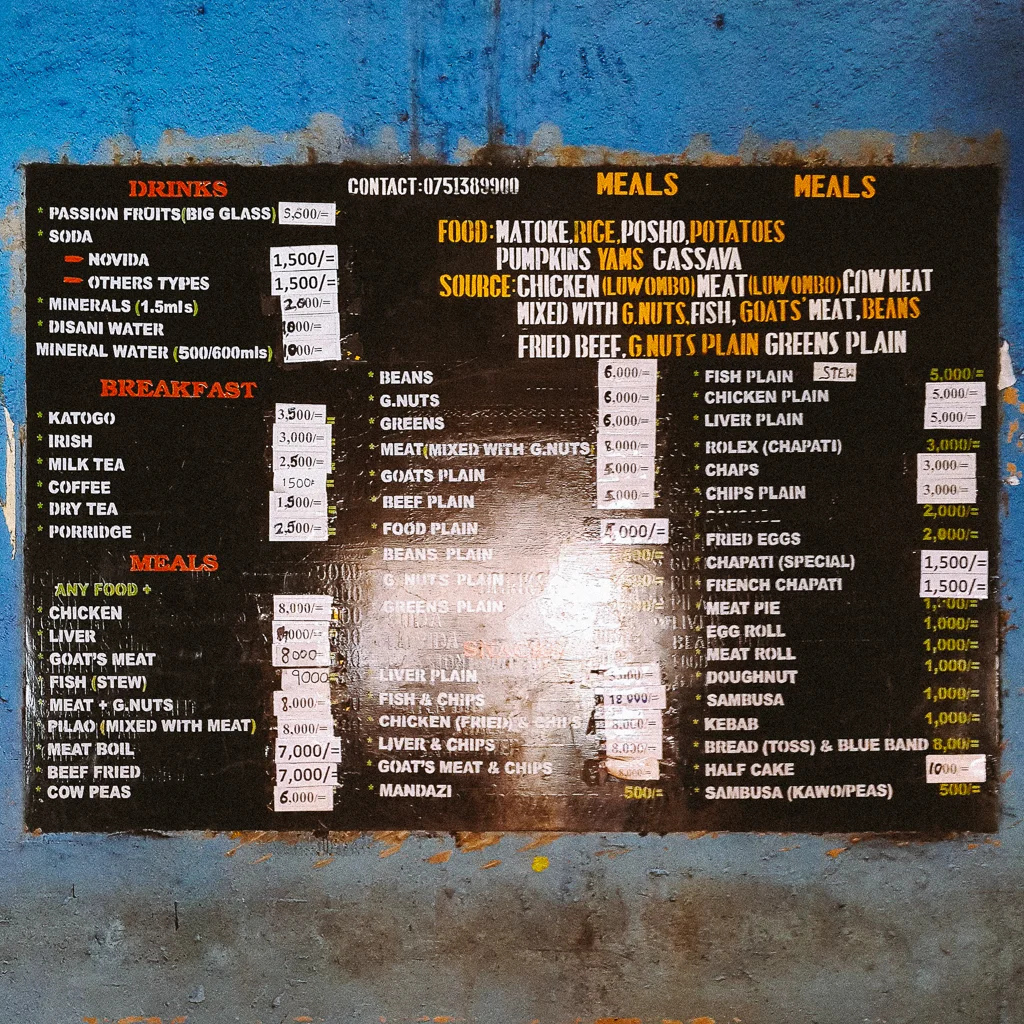 DRINKS
* PASSION FRUITS(BIG GLASS) 5,500/=
* SODA
NOVIDA 1,500/=
OTHERS TYPES 1,500/=
* MINERALS (1.5mls) 2,000/=
* DISANI WATER
MINERAL WATER (500/600mls)
BREAKFAST
* KATOGO 3,500/=
* IRISH 3,000/=
* MILK TEA 2,500/=
* COFFEE 1500/=
* DRY TEA 1,500/=
* PORRIDGE 2,500/=
MEALS
ANY FOOD +
* CHICKEN 8,000/=
* LIVER
* GOAT'S MEAT 8000=
* FISH (STEW) 9000
* MEAT + G.NUTS 8,000/=
* PILAO (MIXED WITH MEAT) 8,000/=
* MEAT BOIL 7,000/=
* BEEF FRIED 7,000/=
* COW PEAS 6,000/=
CONTACT:0751389900
MEALS MEALS
FOOD: MATOKE,RICE,POSHO,POTATOES
PUMPKINS YAMS CASSAVA
SOURCE:CHICKEN (LUWOMBO)MEAT(LUWOMBO)COW MEAT
MIXED WITH G.NUTS,FISH, GOATS' MEAT,BEANS
FRIED BEEF,G.NUTS PLAIN GREENS PLAIN
* BEANS 6,000/=
* G.NUTS 6,000/=
* GREENS 6,000/=
* MEAT(MIXED WITH G.NUTS) 8,000/=
* GOATS PLAIN 5,000/=
* BEEF PLAIN 5,000/=
* FOOD PLAIN 5,000/=
* BEANS PLAIN
G. NUTS PLAIN
GREENS PLAIN
LIVER PLAIN
* FISH & CHIPS
* CHICKEN (FRIED) & CHIPS
* LIVER & CHIPS 8,000/=
* GOAT'S MEAT & CHIPS 8,000/=
* MANDAZI 500/=
* FISH PLAIN STEW 5,000/=
* CHICKEN PLAIN 5,000/=
* LIVER PLAIN 5,000/=
* ROLEX (CHAPATI) 3,000/=
* CHAPS 3,000/=
* CHIPS PLAIN 3,000/=
2,000/=
* FRIED EGGS 2,000/=
* CHAPATI (SPECIAL) 1,500/=
* FRENCH CHAPATI 1,500/=
* MEAT PIE
* EGG ROLL 1,000/=
* MEAT ROLL 1,000/=
* DOUGHNUT 1,000/=
* SAMBUSA 1,000/=
* KEBAB 1,000/=
* BREAD (TOSS) & BLUE BAND 8,00/=
* HALF CAKE 1000=
* SAMBUSA (KAWO/PEAS) 500/=